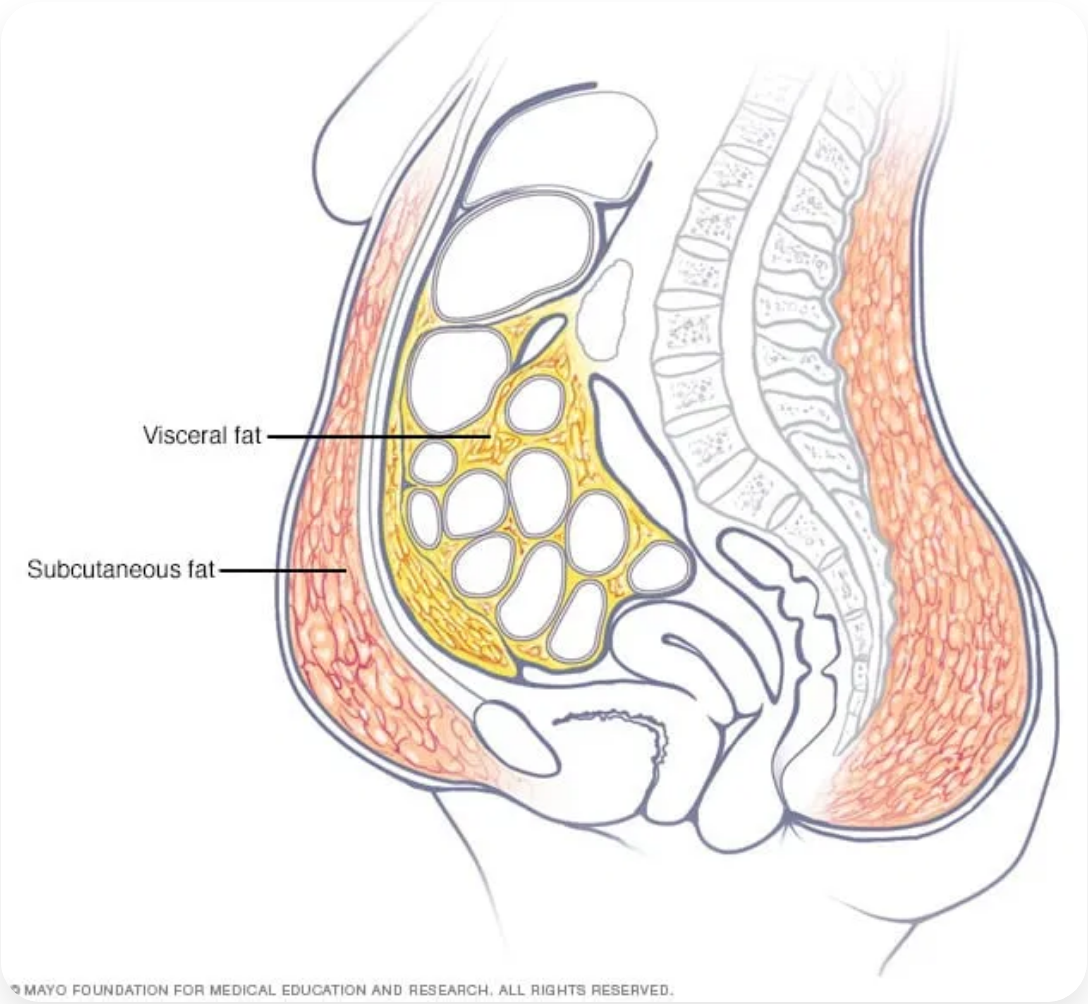 Visceral fat
Subcutaneous fat
© MAYO FOUNDATION FOR MEDICAL EDUCATION AND RESEARCH. ALL RIGHTS RESERVED.